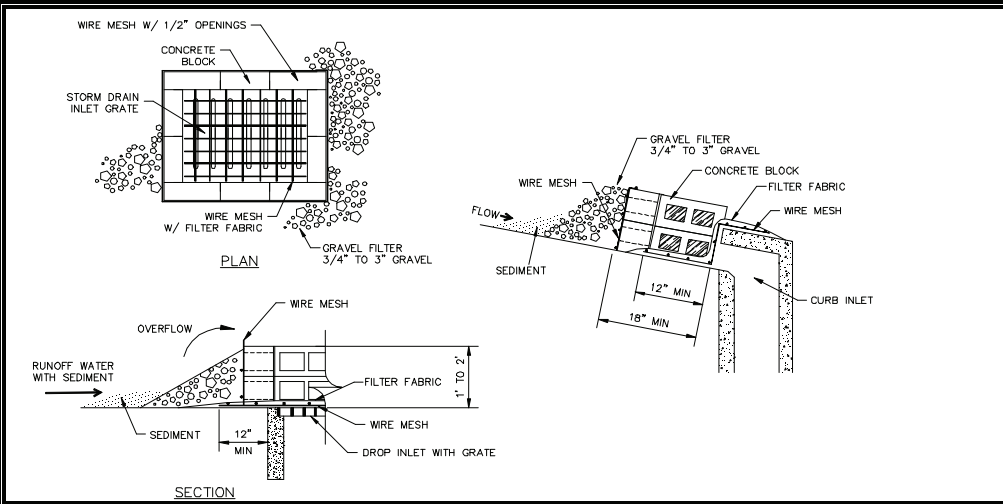 WIRE MESH W/ 1/2" OPENINGS
CONCRETE
BLOCK
STORM DRAIN
INLET GRATE
WIRE MESH
W/ FILTER FABRIC
GRAVEL FILTER
3/4" TO 3" GRAVEL
PLAN
GRAVEL FILTER
3/4" TO 3" GRAVEL
CONCRETE BLOCK
WIRE MESH
FILTER FABRIC
WIRE MESH
FLOW
SEDIMENT
12" MIN
18" MIN
CURB INLET
WIRE MESH
OVERFLOW
RUNOFF WATER
WITH SEDIMENT
1' TO 2'
FILTER FABRIC
WIRE MESH
SEDIMENT
12"
MIN
DROP INLET WITH GRATE
SECTION